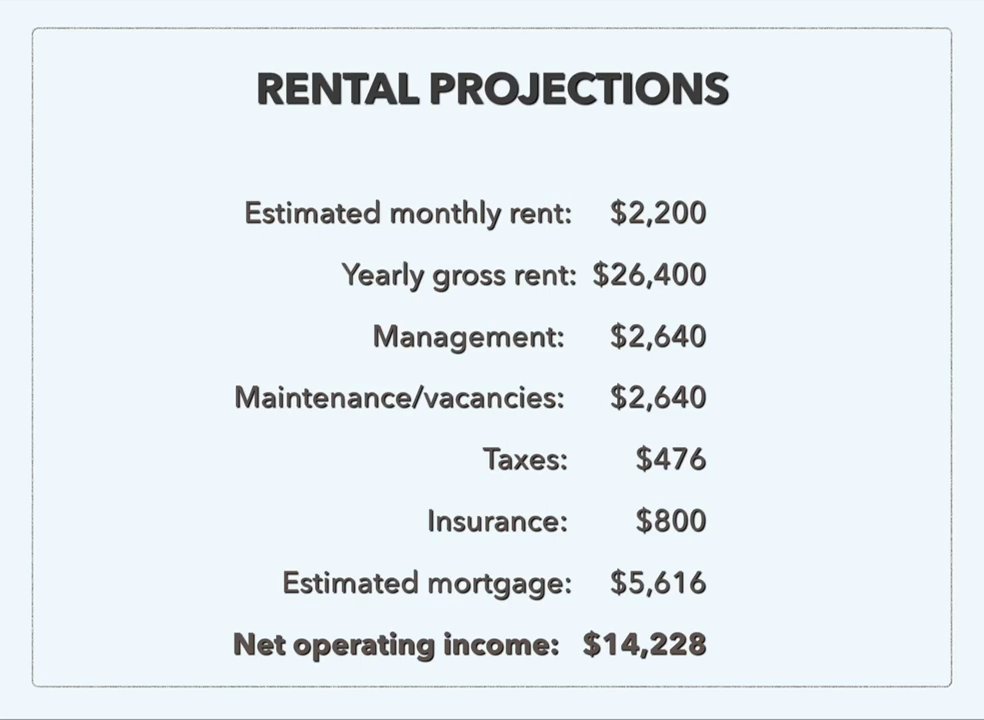 RENTAL PROJECTIONS
Estimated monthly rent: $2,200
Yearly gross rent: $26,400
Management: $2,640
Maintenance/vacancies: $2,640
Taxes: $476
Insurance: $800
Estimated mortgage: $5,616
Net operating income: $14,228